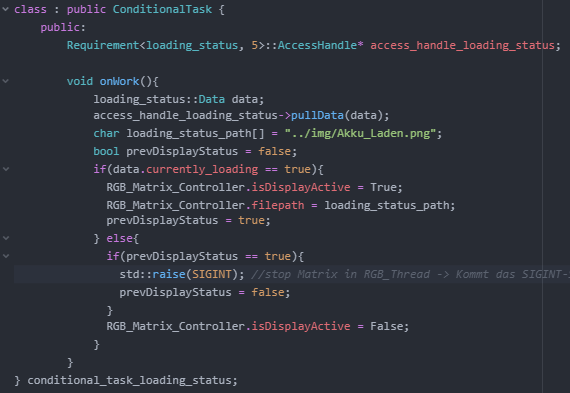 class : public ConditionalTask {
public:
Requirement<loading_status, 5>::AccessHandle* access_handle_loading_status;
void onWork(){
loading_status::Data data;
access_handle_loading_status->pullData(data);
char loading_status_path[] = "../img/Akku_Laden.png";
bool prevDisplayStatus = false;
if(data.currently_loading == true){
RGB_Matrix_Controller.isDisplayActive = True;
RGB_Matrix_Controller.filepath = loading_status_path;
prevDisplayStatus = true;
} else{
if(prevDisplayStatus == true){
std::raise(SIGINT); //stop Matrix in RGB_Thread -> Kommt das SIGINT-
prevDisplayStatus = false;
}
RGB_Matrix_Controller.isDisplayActive = False;
}
}
} conditional_task_loading_status;